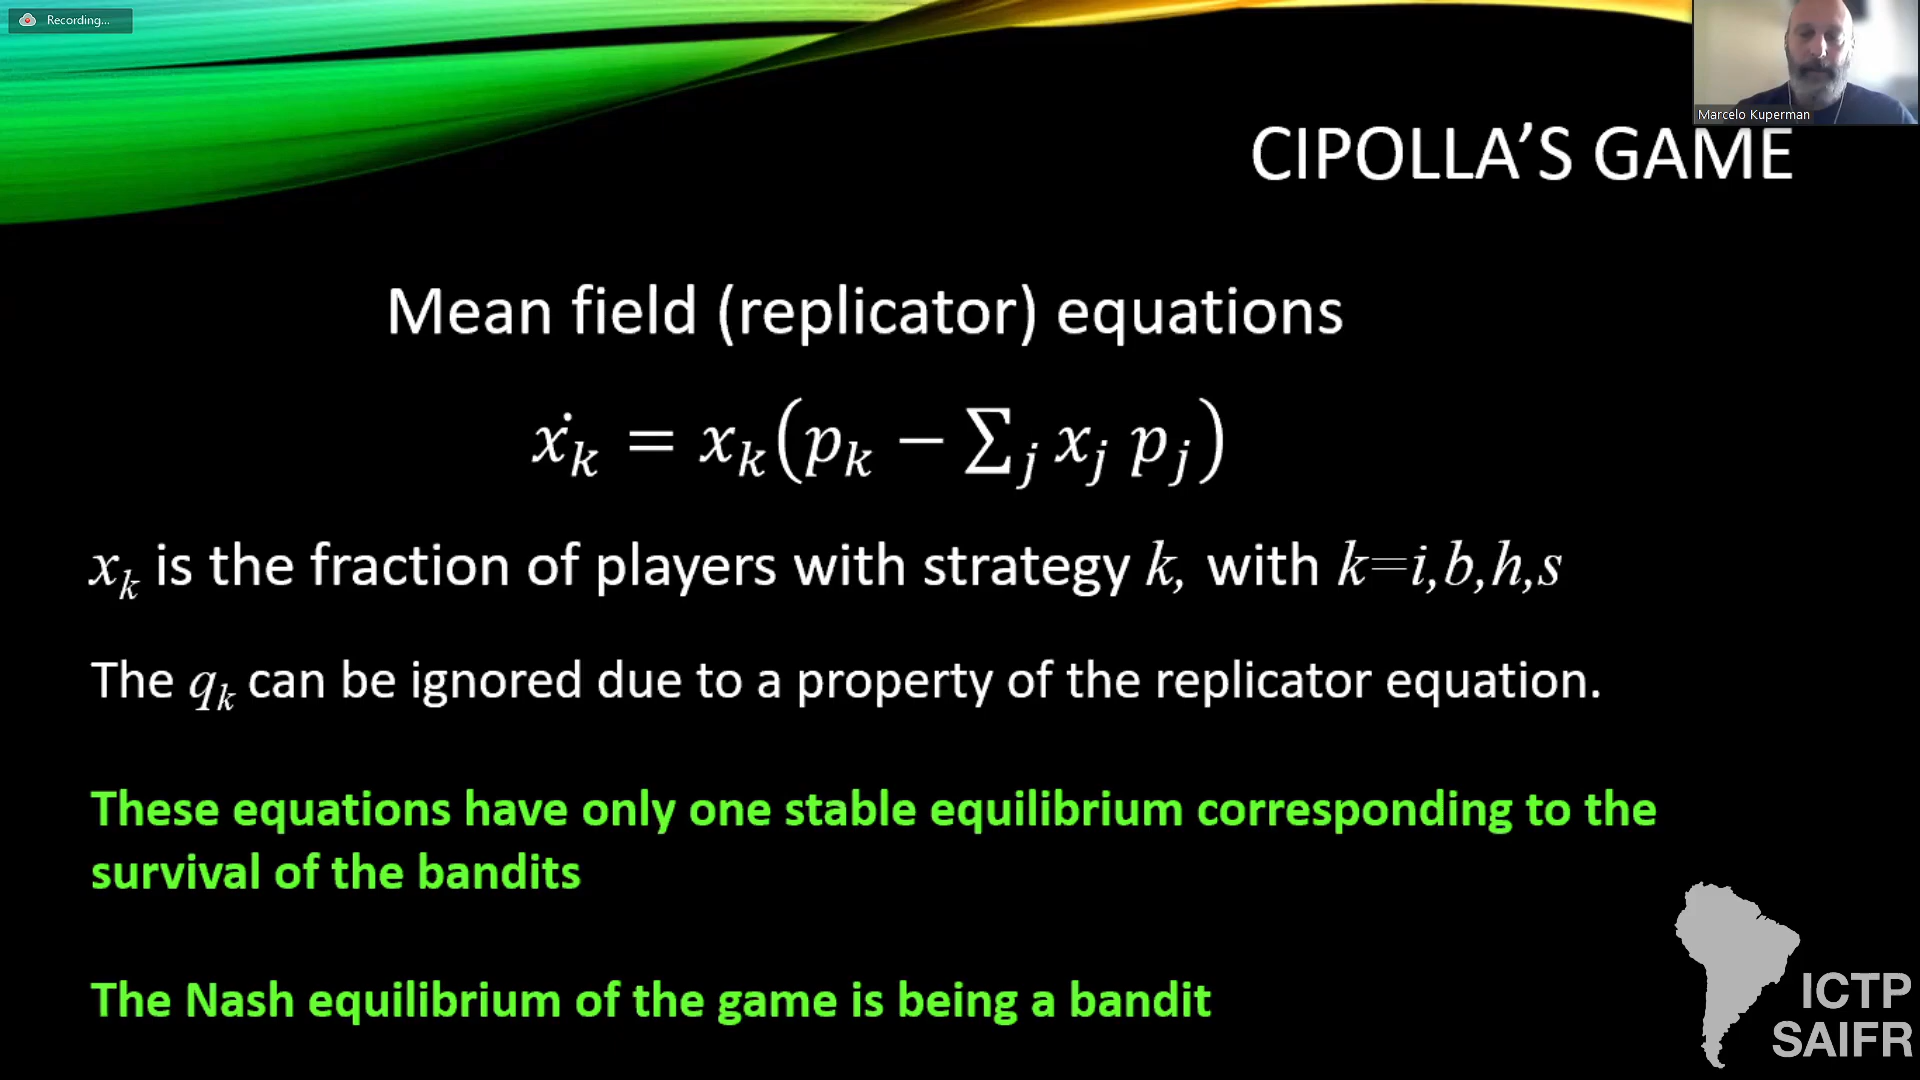 Recording...
Marcelo Kuperman
CIPOLLA’S GAME
Mean field (replicator) equations
ẋₖ = xₖ(pₖ − ∑ⱼ xⱼ pⱼ)
xₖ is the fraction of players with strategy k, with k=i,b,h,s
The qₖ can be ignored due to a property of the replicator equation.
These equations have only one stable equilibrium corresponding to the
survival of the bandits
The Nash equilibrium of the game is being a bandit
ICTP
SAIFR